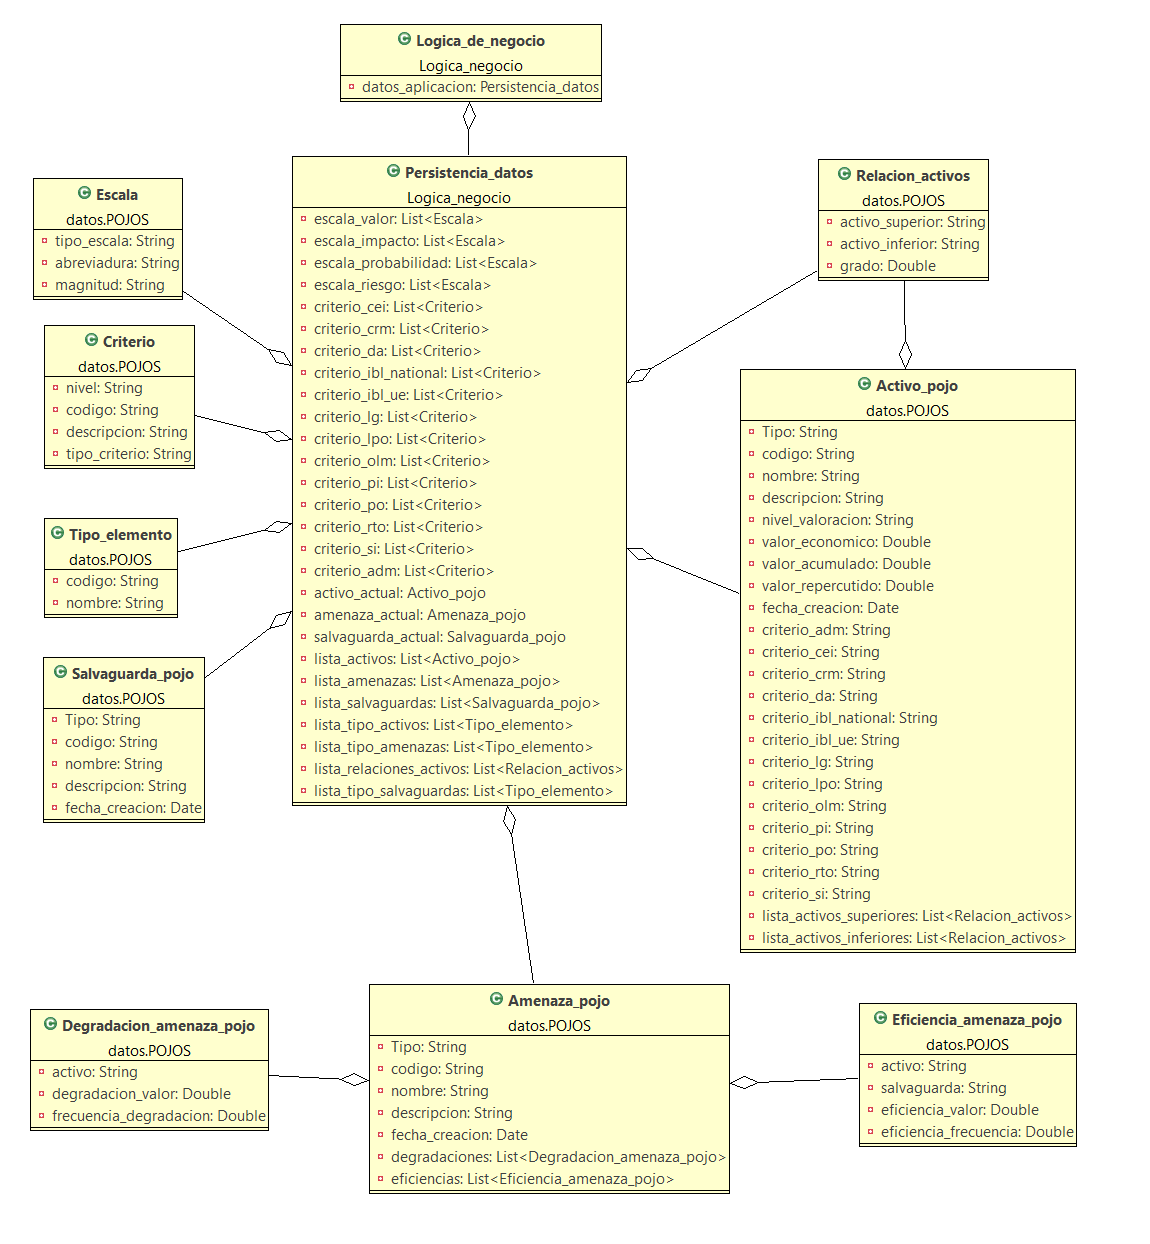 Logica_de_negocio
Logica_negocio
datos_aplicacion: Persistencia_datos
Persistencia_datos
Logica_negocio
escala_valor: List<Escala>
escala_impacto: List<Escala>
escala_probabilidad: List<Escala>
escala_riesgo: List<Escala>
criterio_cei: List<Criterio>
criterio_crm: List<Criterio>
criterio_da: List<Criterio>
criterio_ibl_national: List<Criterio>
criterio_ibl_ue: List<Criterio>
criterio_lg: List<Criterio>
criterio_lpo: List<Criterio>
criterio_olm: List<Criterio>
criterio_pi: List<Criterio>
criterio_po: List<Criterio>
criterio_rto: List<Criterio>
criterio_si: List<Criterio>
criterio_adm: List<Criterio>
activo_actual: Activo_pojo
amenaza_actual: Amenaza_pojo
salvaguarda_actual: Salvaguarda_pojo
lista_activos: List<Activo_pojo>
lista_amenazas: List<Amenaza_pojo>
lista_salvaguardas: List<Salvaguarda_pojo>
lista_tipo_activos: List<Tipo_elemento>
lista_tipo_amenazas: List<Tipo_elemento>
lista_relaciones_activos: List<Relacion_activos>
lista_tipo_salvaguardas: List<Tipo_elemento>
Escala
datos.POJOS
tipo_escala: String
abreviadura: String
magnitud: String
Criterio
datos.POJOS
nivel: String
codigo: String
descripcion: String
tipo_criterio: String
Tipo_elemento
datos.POJOS
codigo: String
nombre: String
Salvaguarda_pojo
datos.POJOS
Tipo: String
codigo: String
nombre: String
descripcion: String
fecha_creacion: Date
Relacion_activos
datos.POJOS
activo_superior: String
activo_inferior: String
grado: Double
Activo_pojo
datos.POJOS
Tipo: String
codigo: String
nombre: String
descripcion: String
nivel_valoracion: String
valor_economico: Double
valor_acumulado: Double
valor_repercutido: Double
fecha_creacion: Date
criterio_adm: String
criterio_cei: String
criterio_crm: String
criterio_da: String
criterio_ibl_national: String
criterio_ibl_ue: String
criterio_lg: String
criterio_lpo: String
criterio_olm: String
criterio_pi: String
criterio_po: String
criterio_rto: String
criterio_si: String
lista_activos_superiores: List<Relacion_activos>
lista_activos_inferiores: List<Relacion_activos>
Degradacion_amenaza_pojo
datos.POJOS
activo: String
degradacion_valor: Double
frecuencia_degradacion: Double
Amenaza_pojo
datos.POJOS
Tipo: String
codigo: String
nombre: String
descripcion: String
fecha_creacion: Date
degradaciones: List<Degradacion_amenaza_pojo>
eficiencias: List<Eficiencia_amenaza_pojo>
Eficiencia_amenaza_pojo
datos.POJOS
activo: String
salvaguarda: String
eficiencia_valor: Double
eficiencia_frecuencia: Double